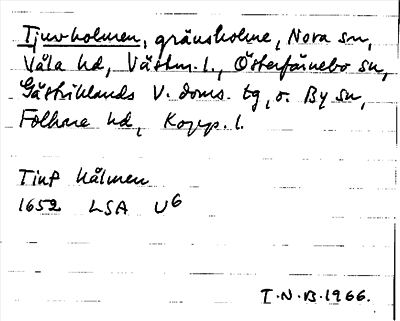 Tjuvholmen, gränsholme, Nora sn,
Våla hd, Västm. l., Österfärnebo sn,
Gästriklands V. doms. tg, o. By sn,
Folkare hd, Kopp. l.
Tiuf hålmen
1652 LSA U6
T.N.B. 1966.